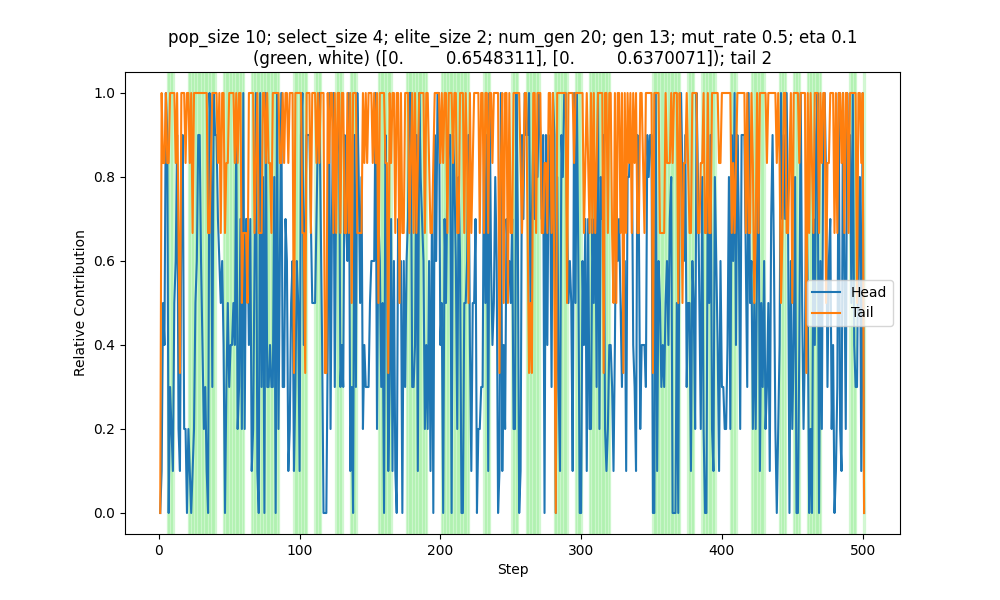 pop_size 10; select_size 4; elite_size 2; num_gen 20; gen 13; mut_rate 0.5; eta 0.1
(green, white) ([0. 0.6548311], [0. 0.6370071]); tail 2
1.0
0.8
0.6
0.4
0.2
0.0
Relative Contribution
Head
Tail
0
100
200
300
400
500
Step